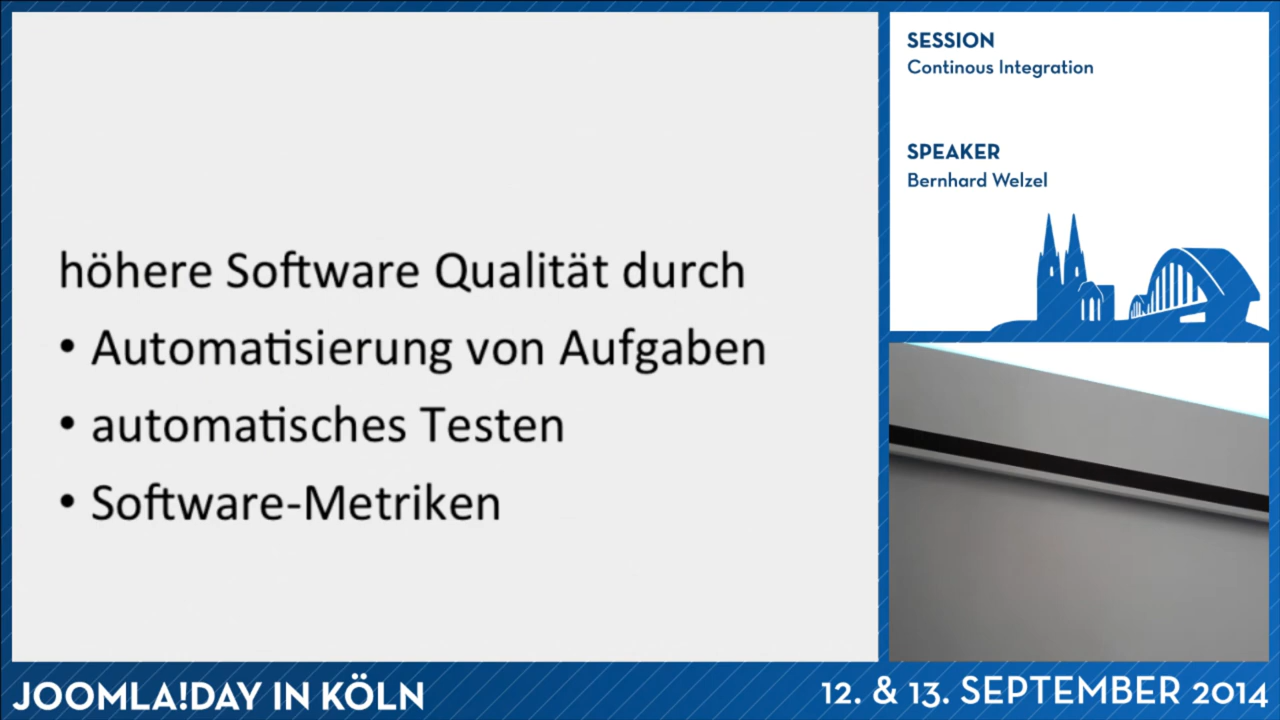 höhere Software Qualität durch
• Automatisierung von Aufgaben
• automatisches Testen
• Software-Metriken
SESSION
Continous Integration
SPEAKER
Bernhard Welzel
JOOMLA!DAY IN KÖLN
12. & 13. SEPTEMBER 2014